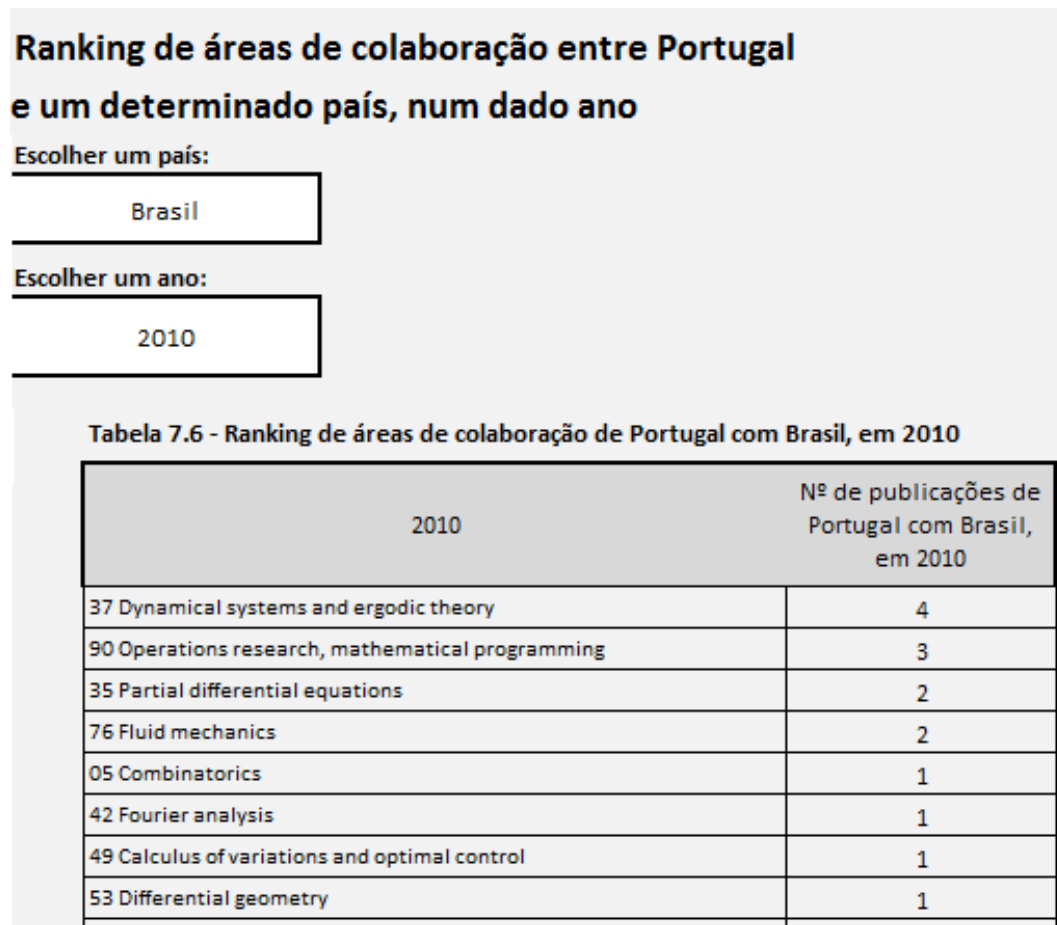 Ranking de áreas de colaboração entre Portugal
e um determinado país, num dado ano
Escolher um país:
Brasil
Escolher um ano:
2010
Tabela 7.6 - Ranking de áreas de colaboração de Portugal com Brasil, em 2010
2010
Nº de publicações de
Portugal com Brasil,
em 2010
37 Dynamical systems and ergodic theory 4
90 Operations research, mathematical programming 3
35 Partial differential equations 2
76 Fluid mechanics 2
05 Combinatorics 1
42 Fourier analysis 1
49 Calculus of variations and optimal control 1
53 Differential geometry 1